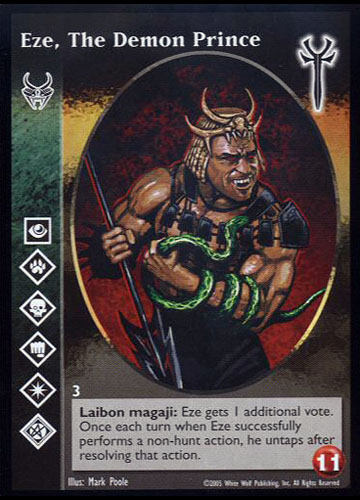 Eze, The Demon Prince
3
Laibon magaji: Eze gets 1 additional vote.
Once each turn when Eze successfully
performs a non-hunt action, he untaps after
resolving that action.
11
Illus: Mark Poole
©2005 White Wolf Publishing, Inc. All Rights Reserved